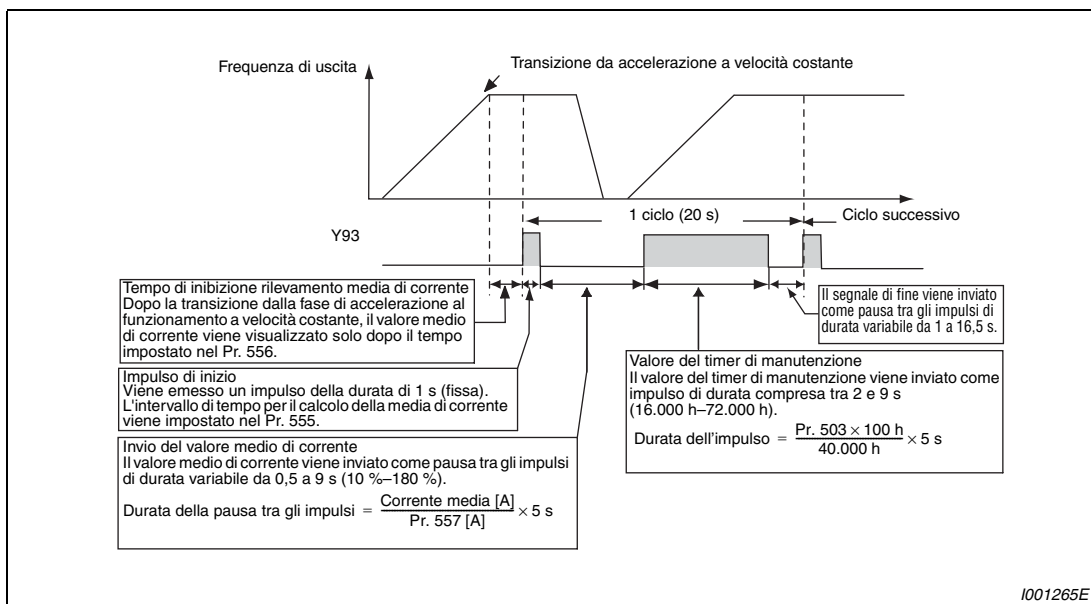 Frequenza di uscita
Transizione da accelerazione a velocità costante
1 ciclo (20 s)
Ciclo successivo
Y93
Tempo di inibizione rilevamento media di corrente
Dopo la transizione dalla fase di accelerazione al
funzionamento a velocità costante, il valore medio
di corrente viene visualizzato solo dopo il tempo
impostato nel Pr. 556.
Il segnale di fine viene inviato
come pausa tra gli impulsi di
durata variabile da 1 a 16,5 s.
Impulso di inizio
Viene emesso un impulso della durata di 1 s (fissa).
L'intervallo di tempo per il calcolo della media di corrente
viene impostato nel Pr. 555.
Valore del timer di manutenzione
Il valore del timer di manutenzione viene inviato come
impulso di durata compresa tra 2 e 9 s
(16.000 h–72.000 h).
Durata dell'impulso = Pr. 503 × 100 h / 40.000 h × 5 s
Invio del valore medio di corrente
Il valore medio di corrente viene inviato come pausa tra gli impulsi
di durata variabile da 0,5 a 9 s (10 %–180 %).
Durata della pausa tra gli impulsi = Corrente media [A] / Pr. 557 [A] × 5 s
I001265E